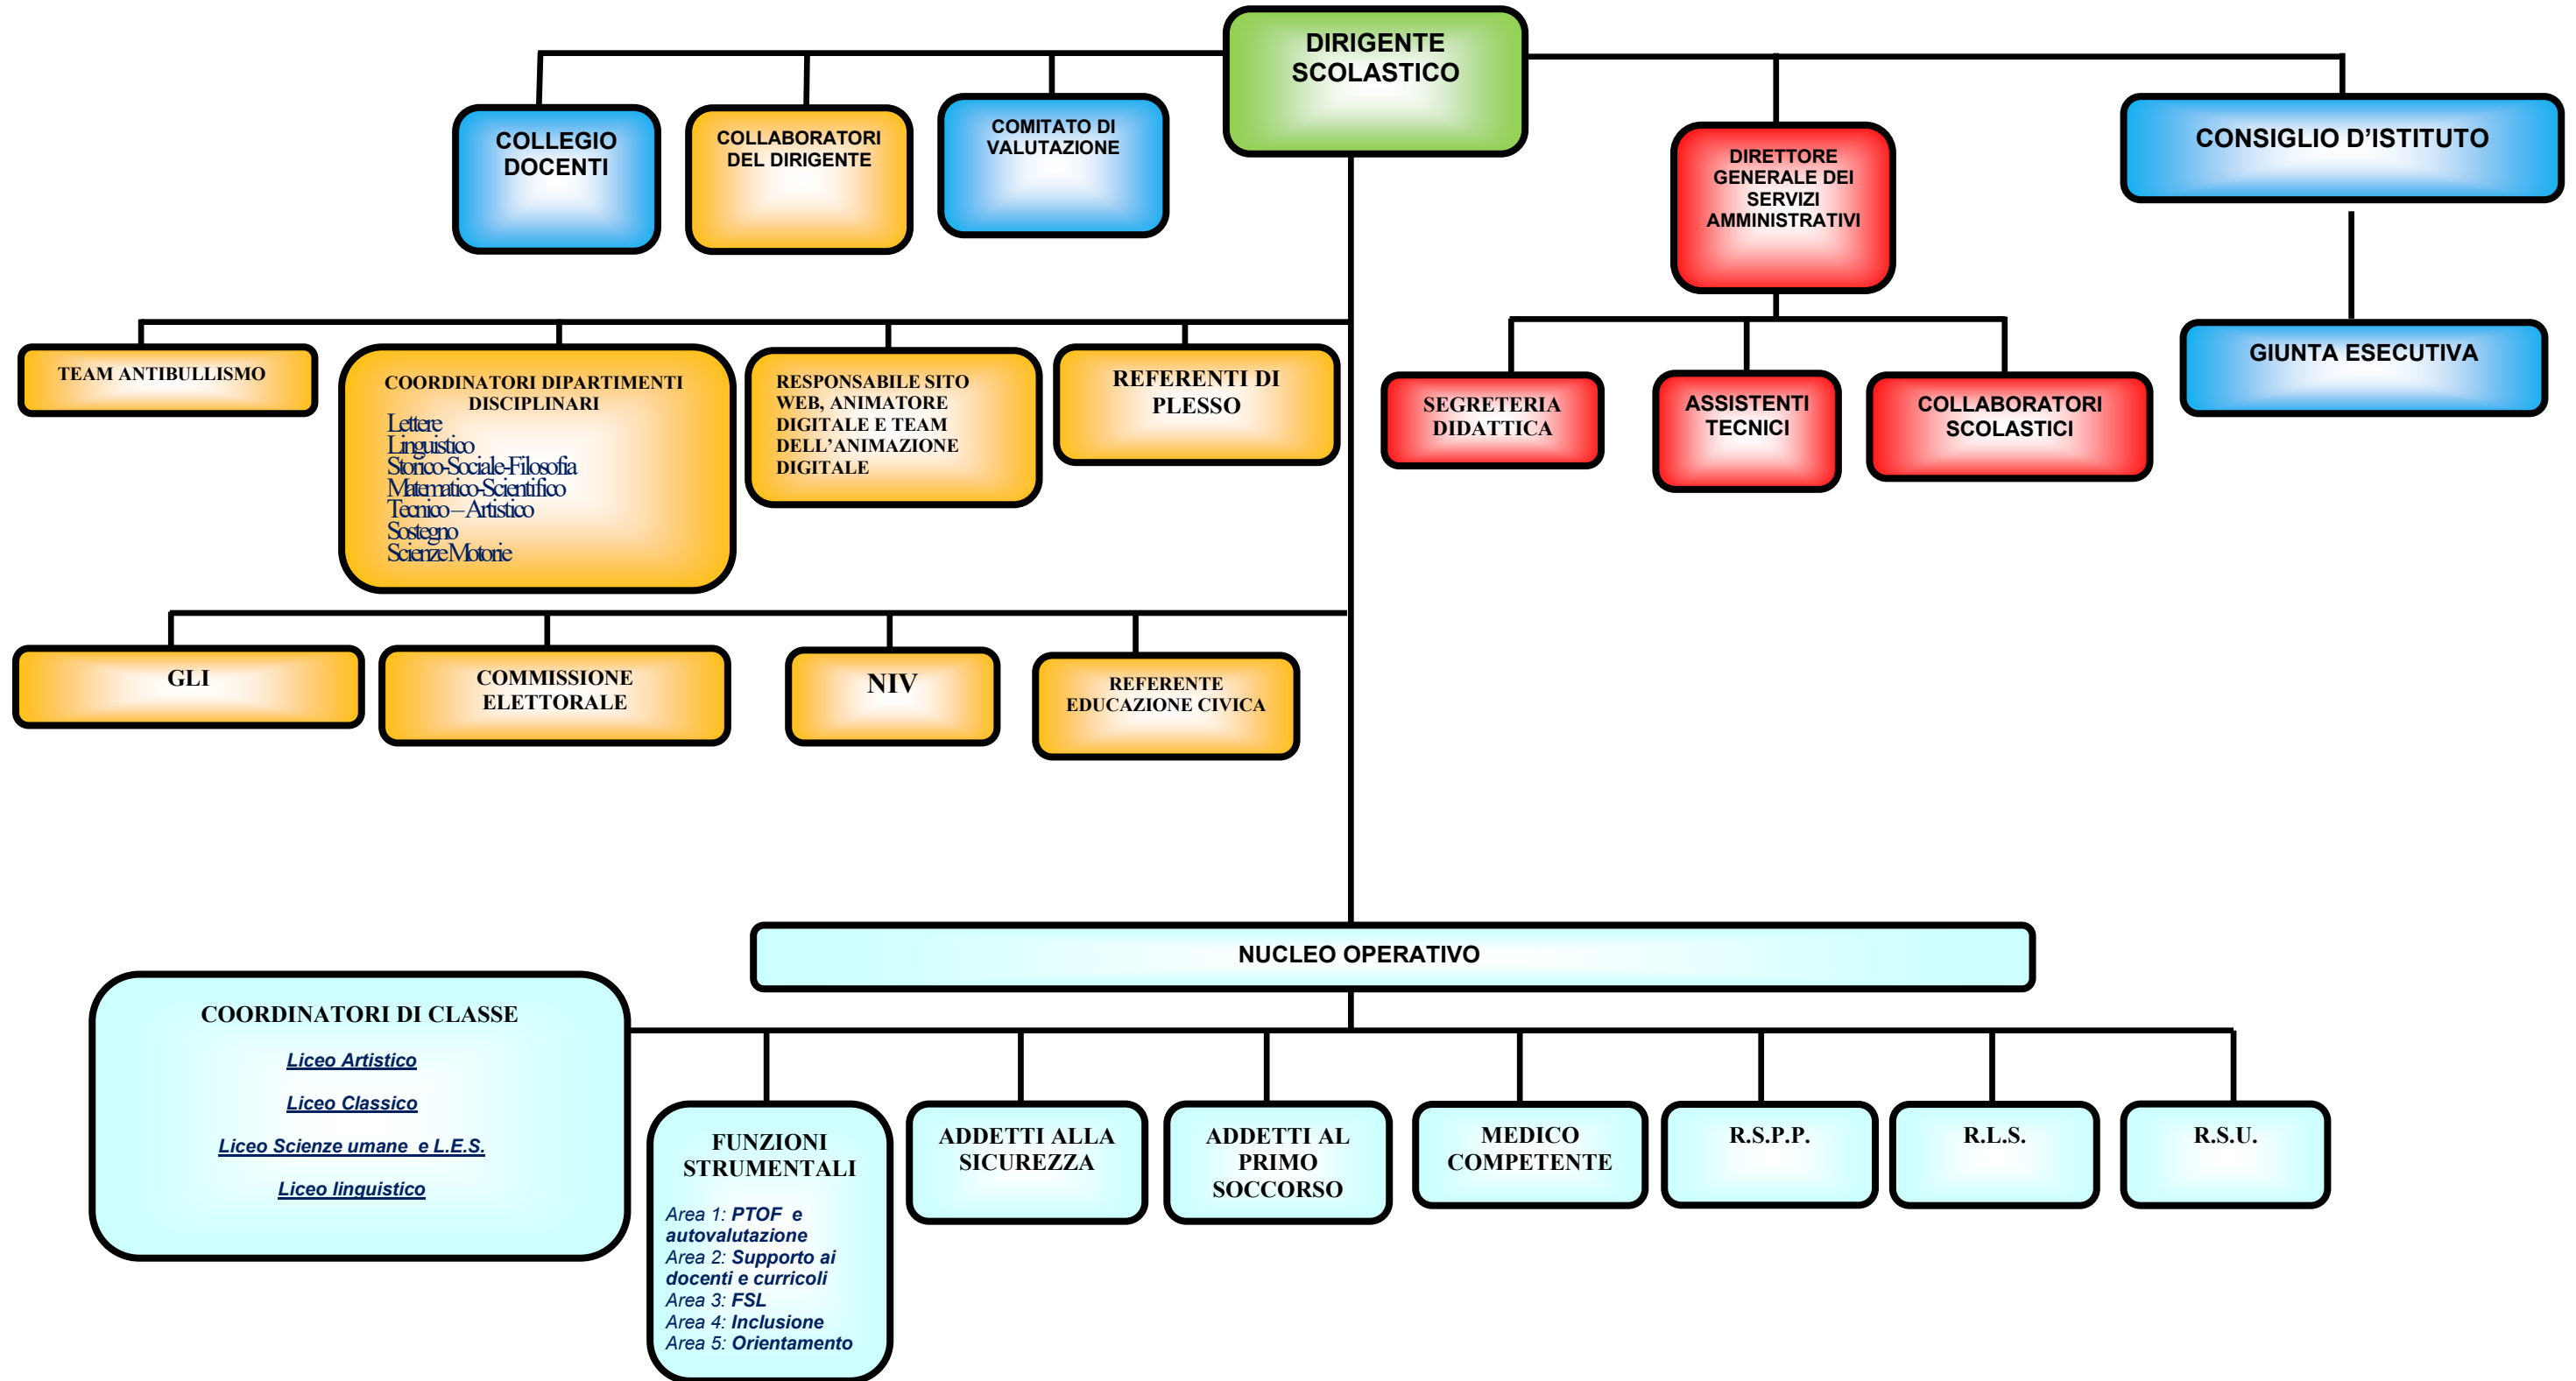 DIRIGENTE
SCOLASTICO
COLLEGIO
DOCENTI
COLLABORATORI
DEL DIRIGENTE
COMITATO DI
VALUTAZIONE
DIRETTORE
GENERALE DEI
SERVIZI
AMMINISTRATIVI
CONSIGLIO D’ISTITUTO
TEAM ANTIBULLISMO
COORDINATORI DIPARTIMENTI
DISCIPLINARI
Lettere
Linguistico
Storico-Sociale-Filosofia
Matematico-Scientifico
Tecnico – Artistico
Sostegno
Scienze Motorie
RESPONSABILE SITO
WEB, ANIMATORE
DIGITALE E TEAM
DELL’ANIMAZIONE
DIGITALE
REFERENTI DI
PLESSO
SEGRETERIA
DIDATTICA
ASSISTENTI
TECNICI
COLLABORATORI
SCOLASTICI
GIUNTA ESECUTIVA
GLI
COMMISSIONE
ELETTORALE
NIV
REFERENTE
EDUCAZIONE CIVICA
NUCLEO OPERATIVO
COORDINATORI DI CLASSE
Liceo Artistico
Liceo Classico
Liceo Scienze umane e L.E.S.
Liceo linguistico
FUNZIONI
STRUMENTALI
Area 1: PTOF e
autovalutazione
Area 2: Supporto ai
docenti e curricoli
Area 3: FSL
Area 4: Inclusione
Area 5: Orientamento
ADDETTI ALLA
SICUREZZA
ADDETTI AL
PRIMO
SOCCORSO
MEDICO
COMPETENTE
R.S.P.P.
R.L.S.
R.S.U.